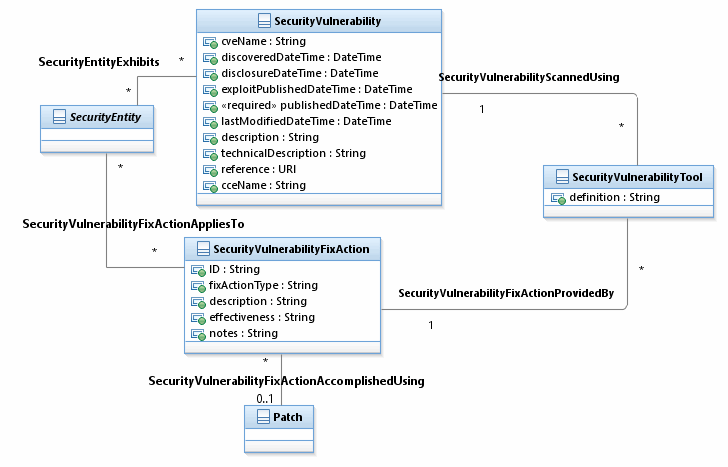 SecurityVulnerability
cveName : String
discoveredDateTime : DateTime
disclosureDateTime : DateTime
exploitPublishedDateTime : DateTime
«required» publishedDateTime : DateTime
lastModifiedDateTime : DateTime
description : String
technicalDescription : String
reference : URI
cceName : String
SecurityEntityExhibits
*
*
SecurityEntity
*
SecurityVulnerabilityScannedUsing
1
*
SecurityVulnerabilityTool
definition : String
*
SecurityVulnerabilityFixActionAppliesTo
*
SecurityVulnerabilityFixAction
ID : String
fixActionType : String
description : String
effectiveness : String
notes : String
SecurityVulnerabilityFixActionProvidedBy
1
*
SecurityVulnerabilityFixActionAccomplishedUsing
0..1
Patch